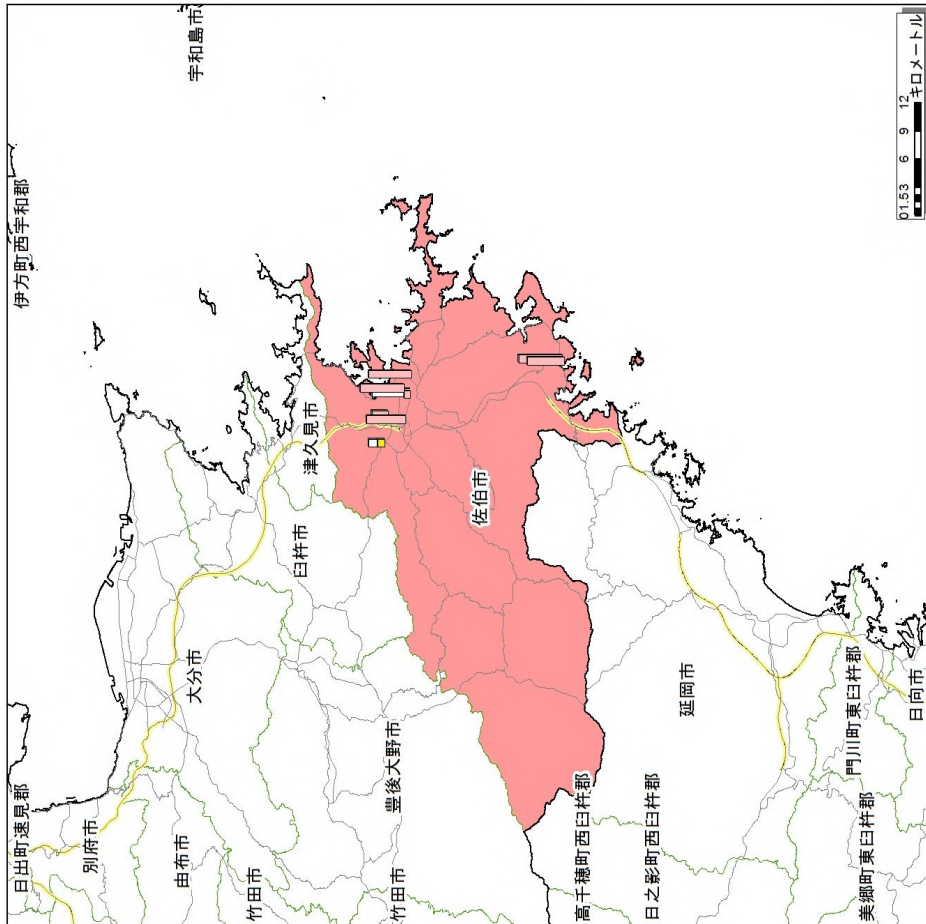 日出町速見郡
伊方町西宇和郡
別府市
由布市
大分市
宇和島市
竹田市
臼杵市
津久見市
竹田市
豊後大野市
佐伯市
高千穂町西臼杵郡
日之影町西臼杵郡
延岡市
門川町東臼杵郡
美郷町東臼杵郡
日向市
01.53 6 9 12
キロメートル